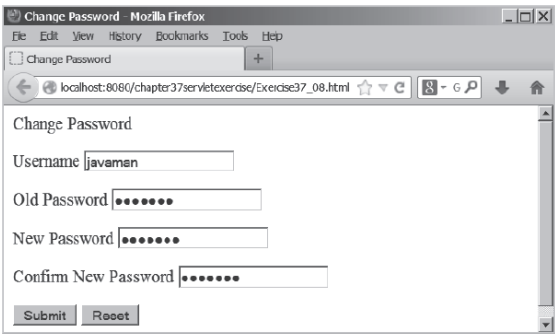 Change Password - Mozilla Firefox
File Edit View History Bookmarks Tools Help
Change Password +
localhost:8080/chapter37servletexercise/Exercise37_08.html 8 - G
Change Password
Username javaman
Old Password •••••••
New Password •••••••
Confirm New Password •••••••
Submit Reset